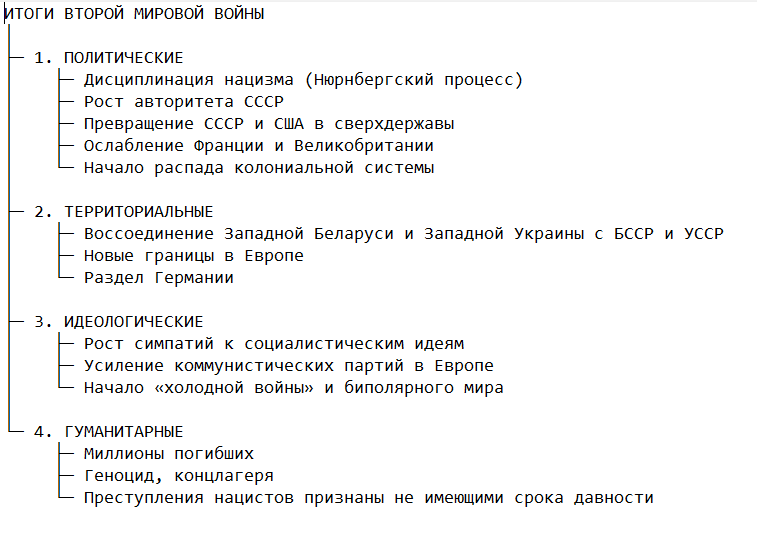 ИТОГИ ВТОРОЙ МИРОВОЙ ВОЙНЫ
1. ПОЛИТИЧЕСКИЕ
Дисциплинация нацизма (Нюрнбергский процесс)
Рост авторитета СССР
Превращение СССР и США в сверхдержавы
Ослабление Франции и Великобритании
Начало распада колониальной системы
2. ТЕРРИТОРИАЛЬНЫЕ
Воссоединение Западной Беларуси и Западной Украины с БССР и УССР
Новые границы в Европе
Раздел Германии
3. ИДЕОЛОГИЧЕСКИЕ
Рост симпатий к социалистическим идеям
Усиление коммунистических партий в Европе
Начало «холодной войны» и биполярного мира
4. ГУМАНИТАРНЫЕ
Миллионы погибших
Геноцид, концлагеря
Преступления нацистов признаны не имеющими срока давности